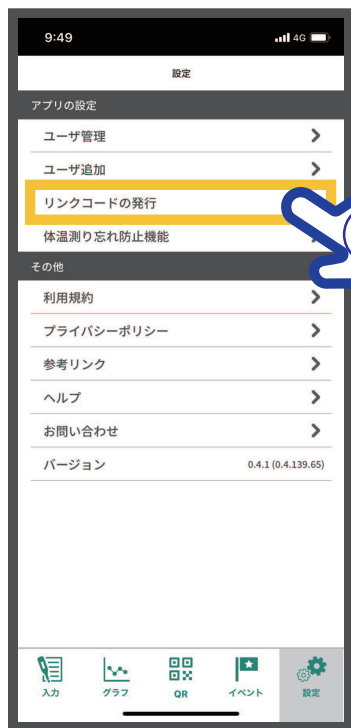 9:49
4G
設定
アプリの設定
ユーザ管理
ユーザ追加
リンクコードの発行
体温測り忘れ防止機能
その他
利用規約
プライバシーポリシー
参考リンク
ヘルプ
お問い合わせ
バージョン 0.4.1 (0.4.139.65)
入力 グラフ QR イベント 設定